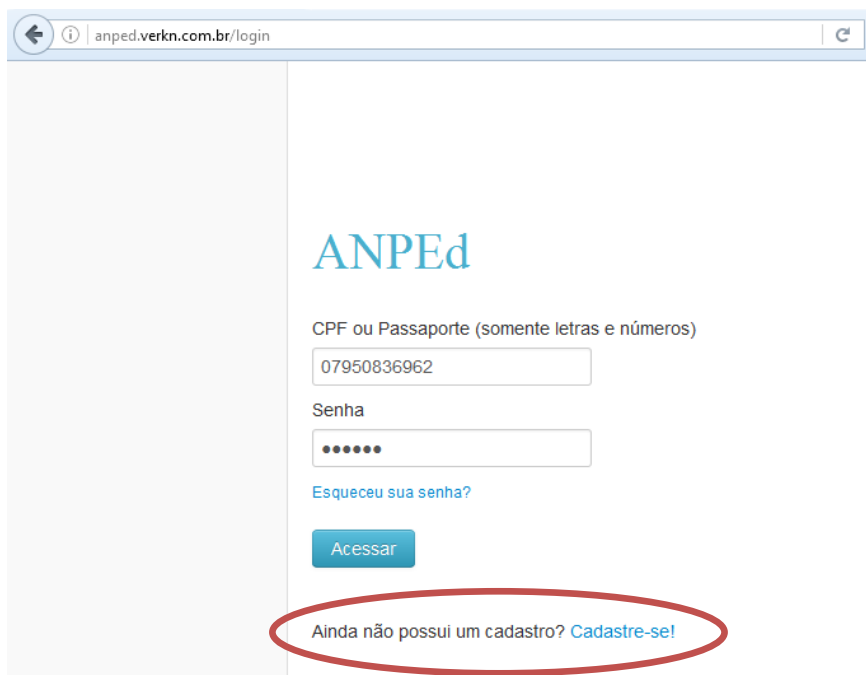 anped.verkn.com.br/login
ANPEd
CPF ou Passaporte (somente letras e números)
07950836962
Senha
••••••
Esqueceu sua senha?
Acessar
Ainda não possui um cadastro? Cadastre-se!